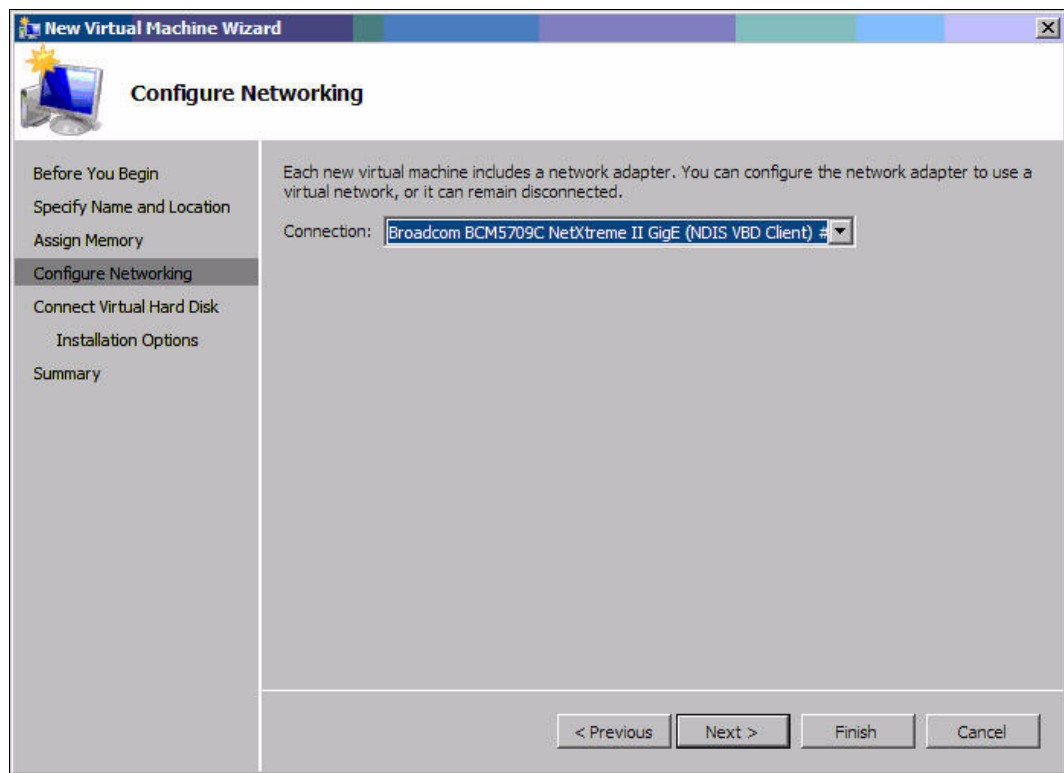 New Virtual Machine Wizard
Configure Networking
Before You Begin
Specify Name and Location
Assign Memory
Configure Networking
Connect Virtual Hard Disk
Installation Options
Summary
Each new virtual machine includes a network adapter. You can configure the network adapter to use a
virtual network, or it can remain disconnected.
Connection: Broadcom BCM5709C NetXtreme II GigE (NDIS VBD Client) #
< Previous
Next >
Finish
Cancel